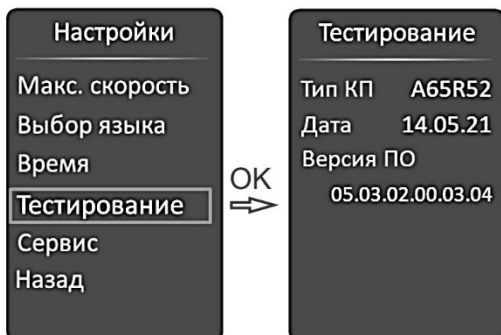 Настройки
Макс. скорость
Выбор языка
Время
Тестирование
Сервис
Назад
OK
Тестирование
Тип КП A65R52
Дата 14.05.21
Версия ПО
05.03.02.00.03.04